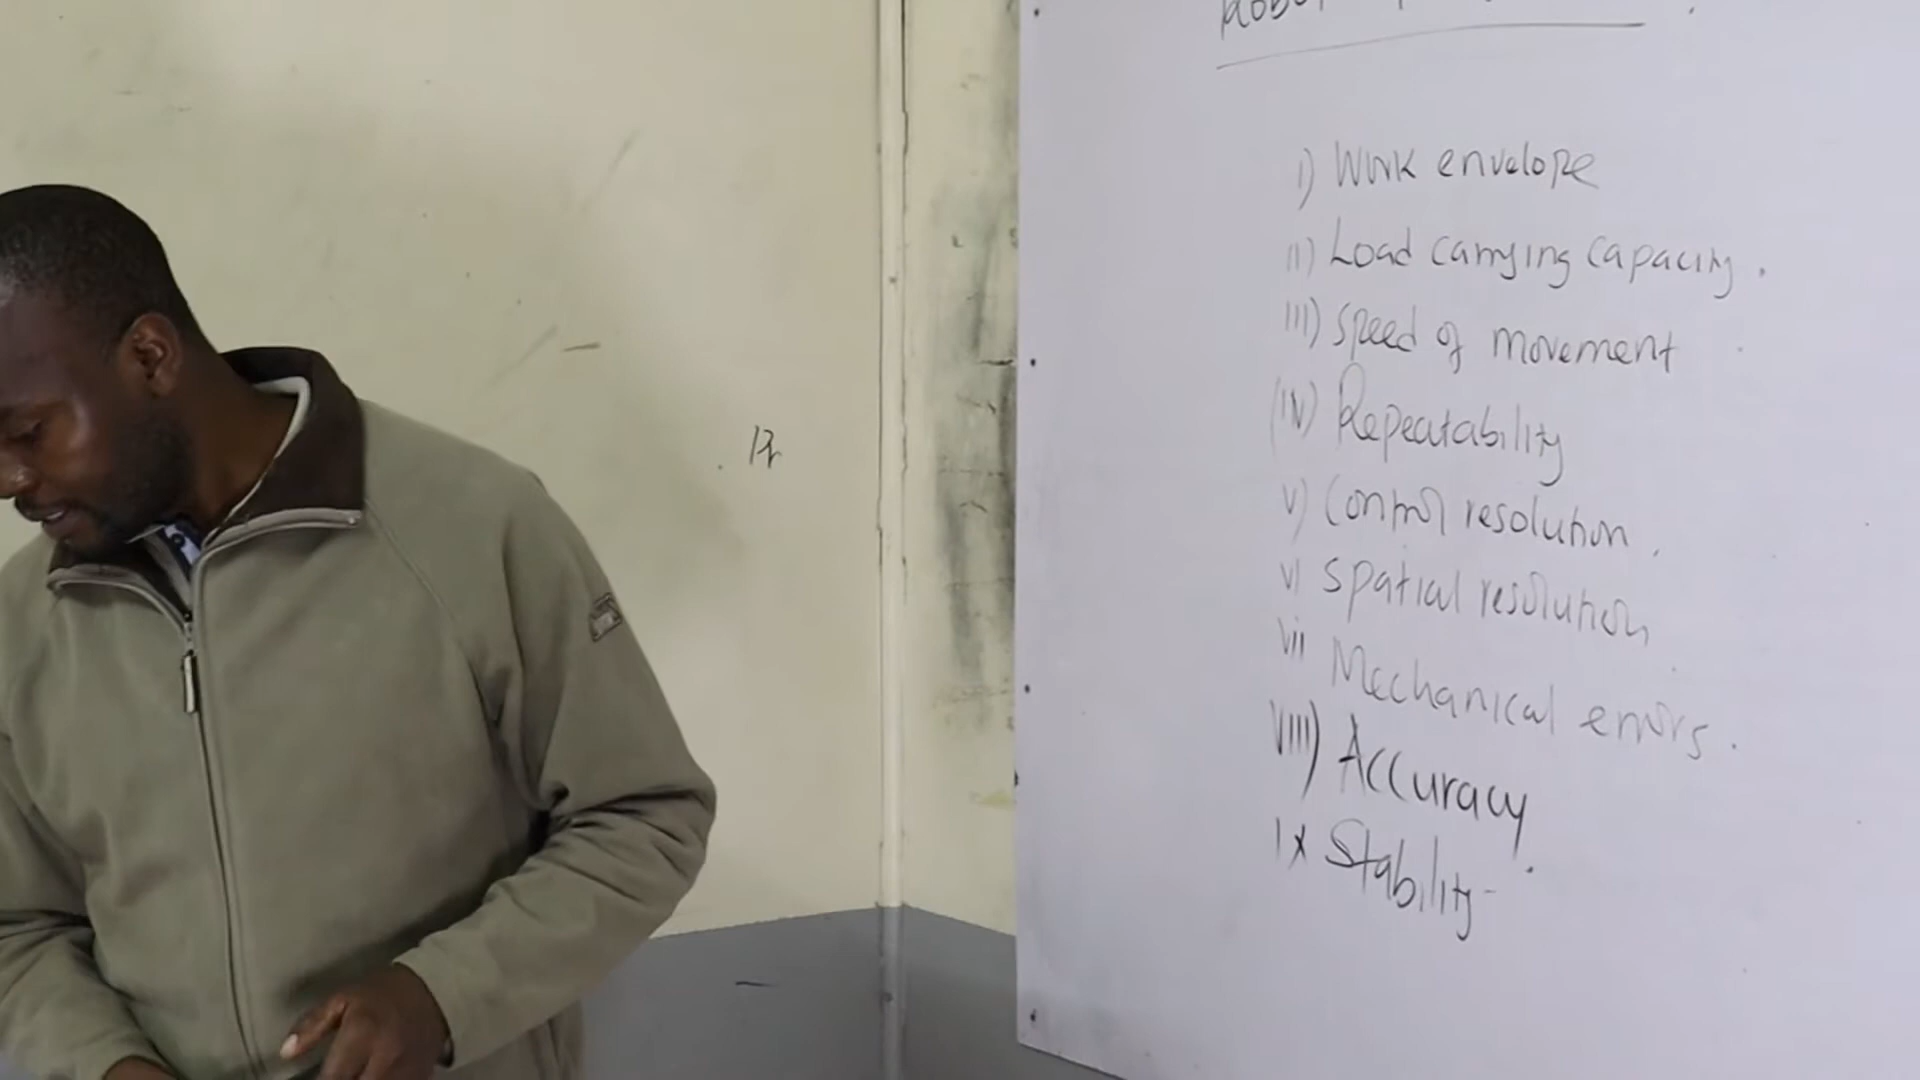 i) Work envelope
ii) Load carrying capacity.
iii) Speed of movement
(iv) Repeatability
v) Control resolution.
vi Spatial resolution
vii Mechanical errors.
viii) Accuracy
ix Stability